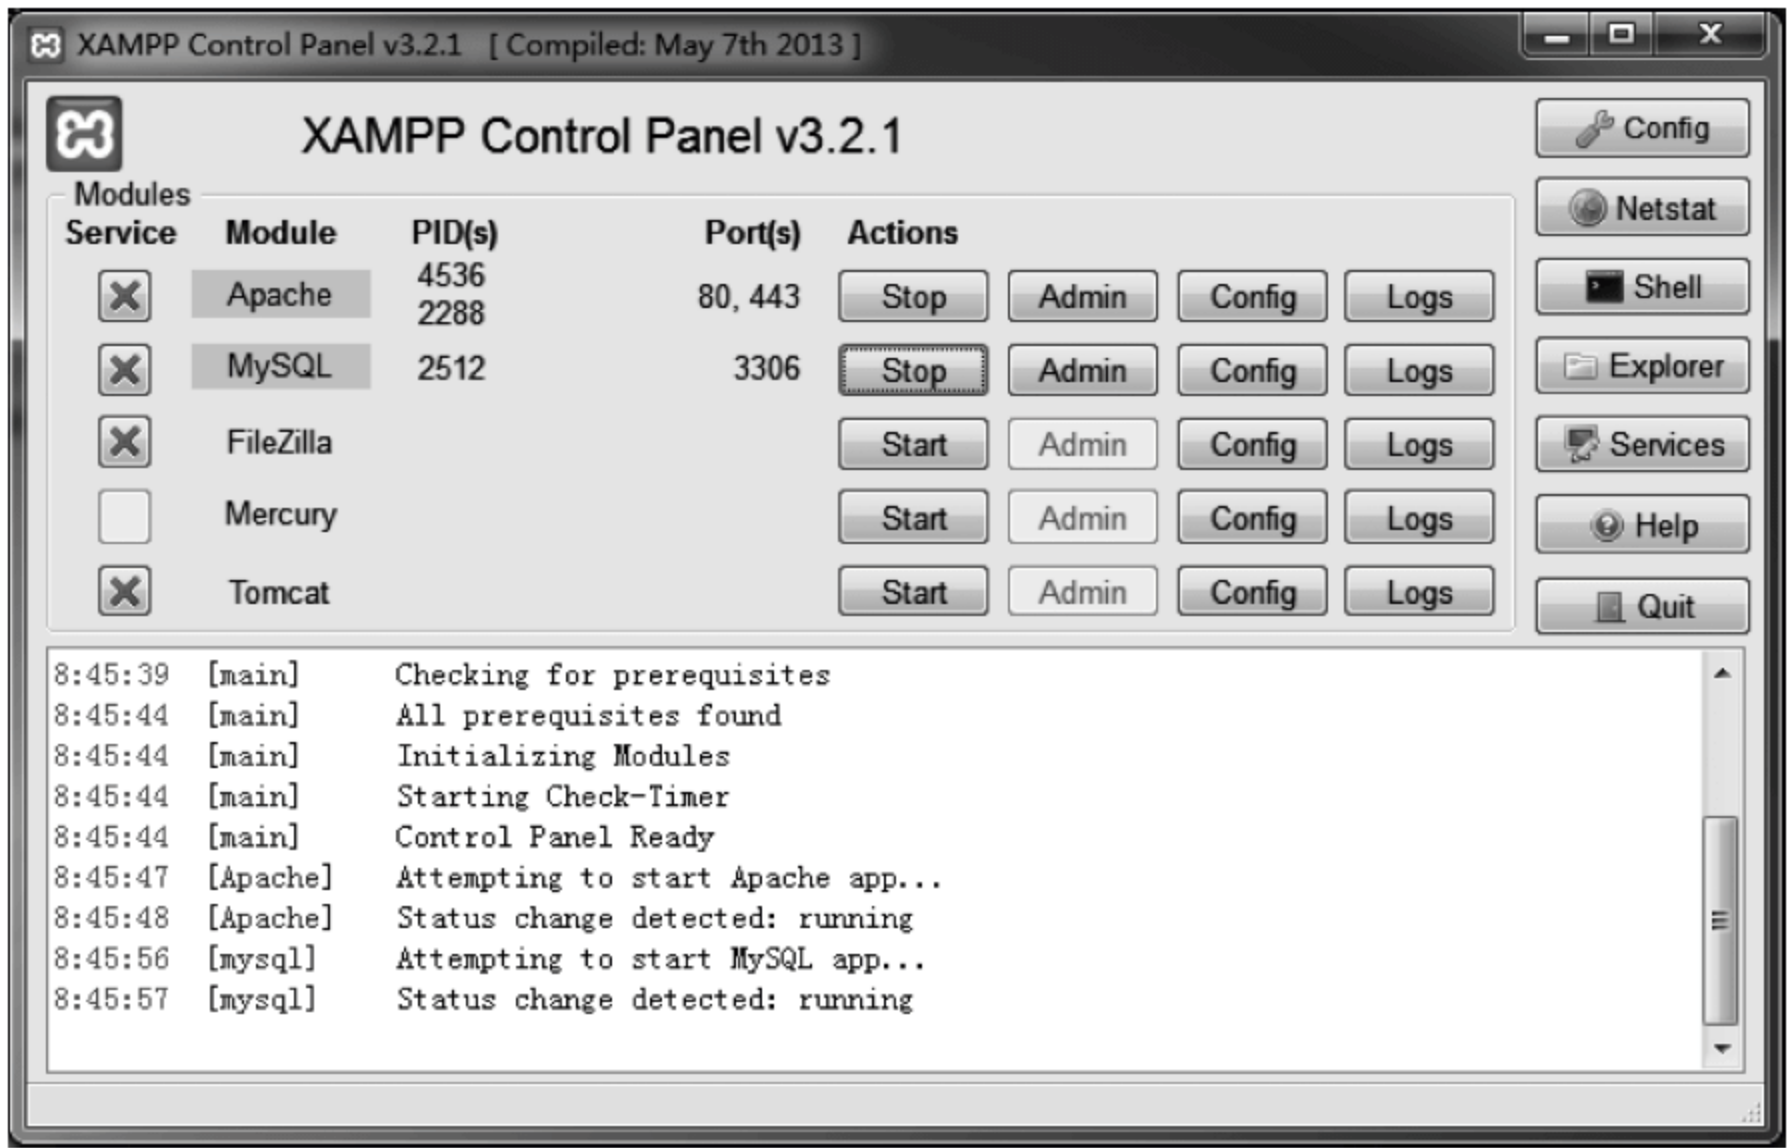 XAMPP Control Panel v3.2.1 [ Compiled: May 7th 2013 ]
XAMPP Control Panel v3.2.1
Config
Modules
Netstat
Service Module PID(s) Port(s) Actions
Apache 4536 2288 80, 443 Stop Admin Config Logs
Shell
MySQL 2512 3306 Stop Admin Config Logs
Explorer
FileZilla Start Admin Config Logs
Services
Mercury Start Admin Config Logs
Help
Tomcat Start Admin Config Logs
Quit
8:45:39 [main] Checking for prerequisites
8:45:44 [main] All prerequisites found
8:45:44 [main] Initializing Modules
8:45:44 [main] Starting Check-Timer
8:45:44 [main] Control Panel Ready
8:45:47 [Apache] Attempting to start Apache app...
8:45:48 [Apache] Status change detected: running
8:45:56 [mysql] Attempting to start MySQL app...
8:45:57 [mysql] Status change detected: running